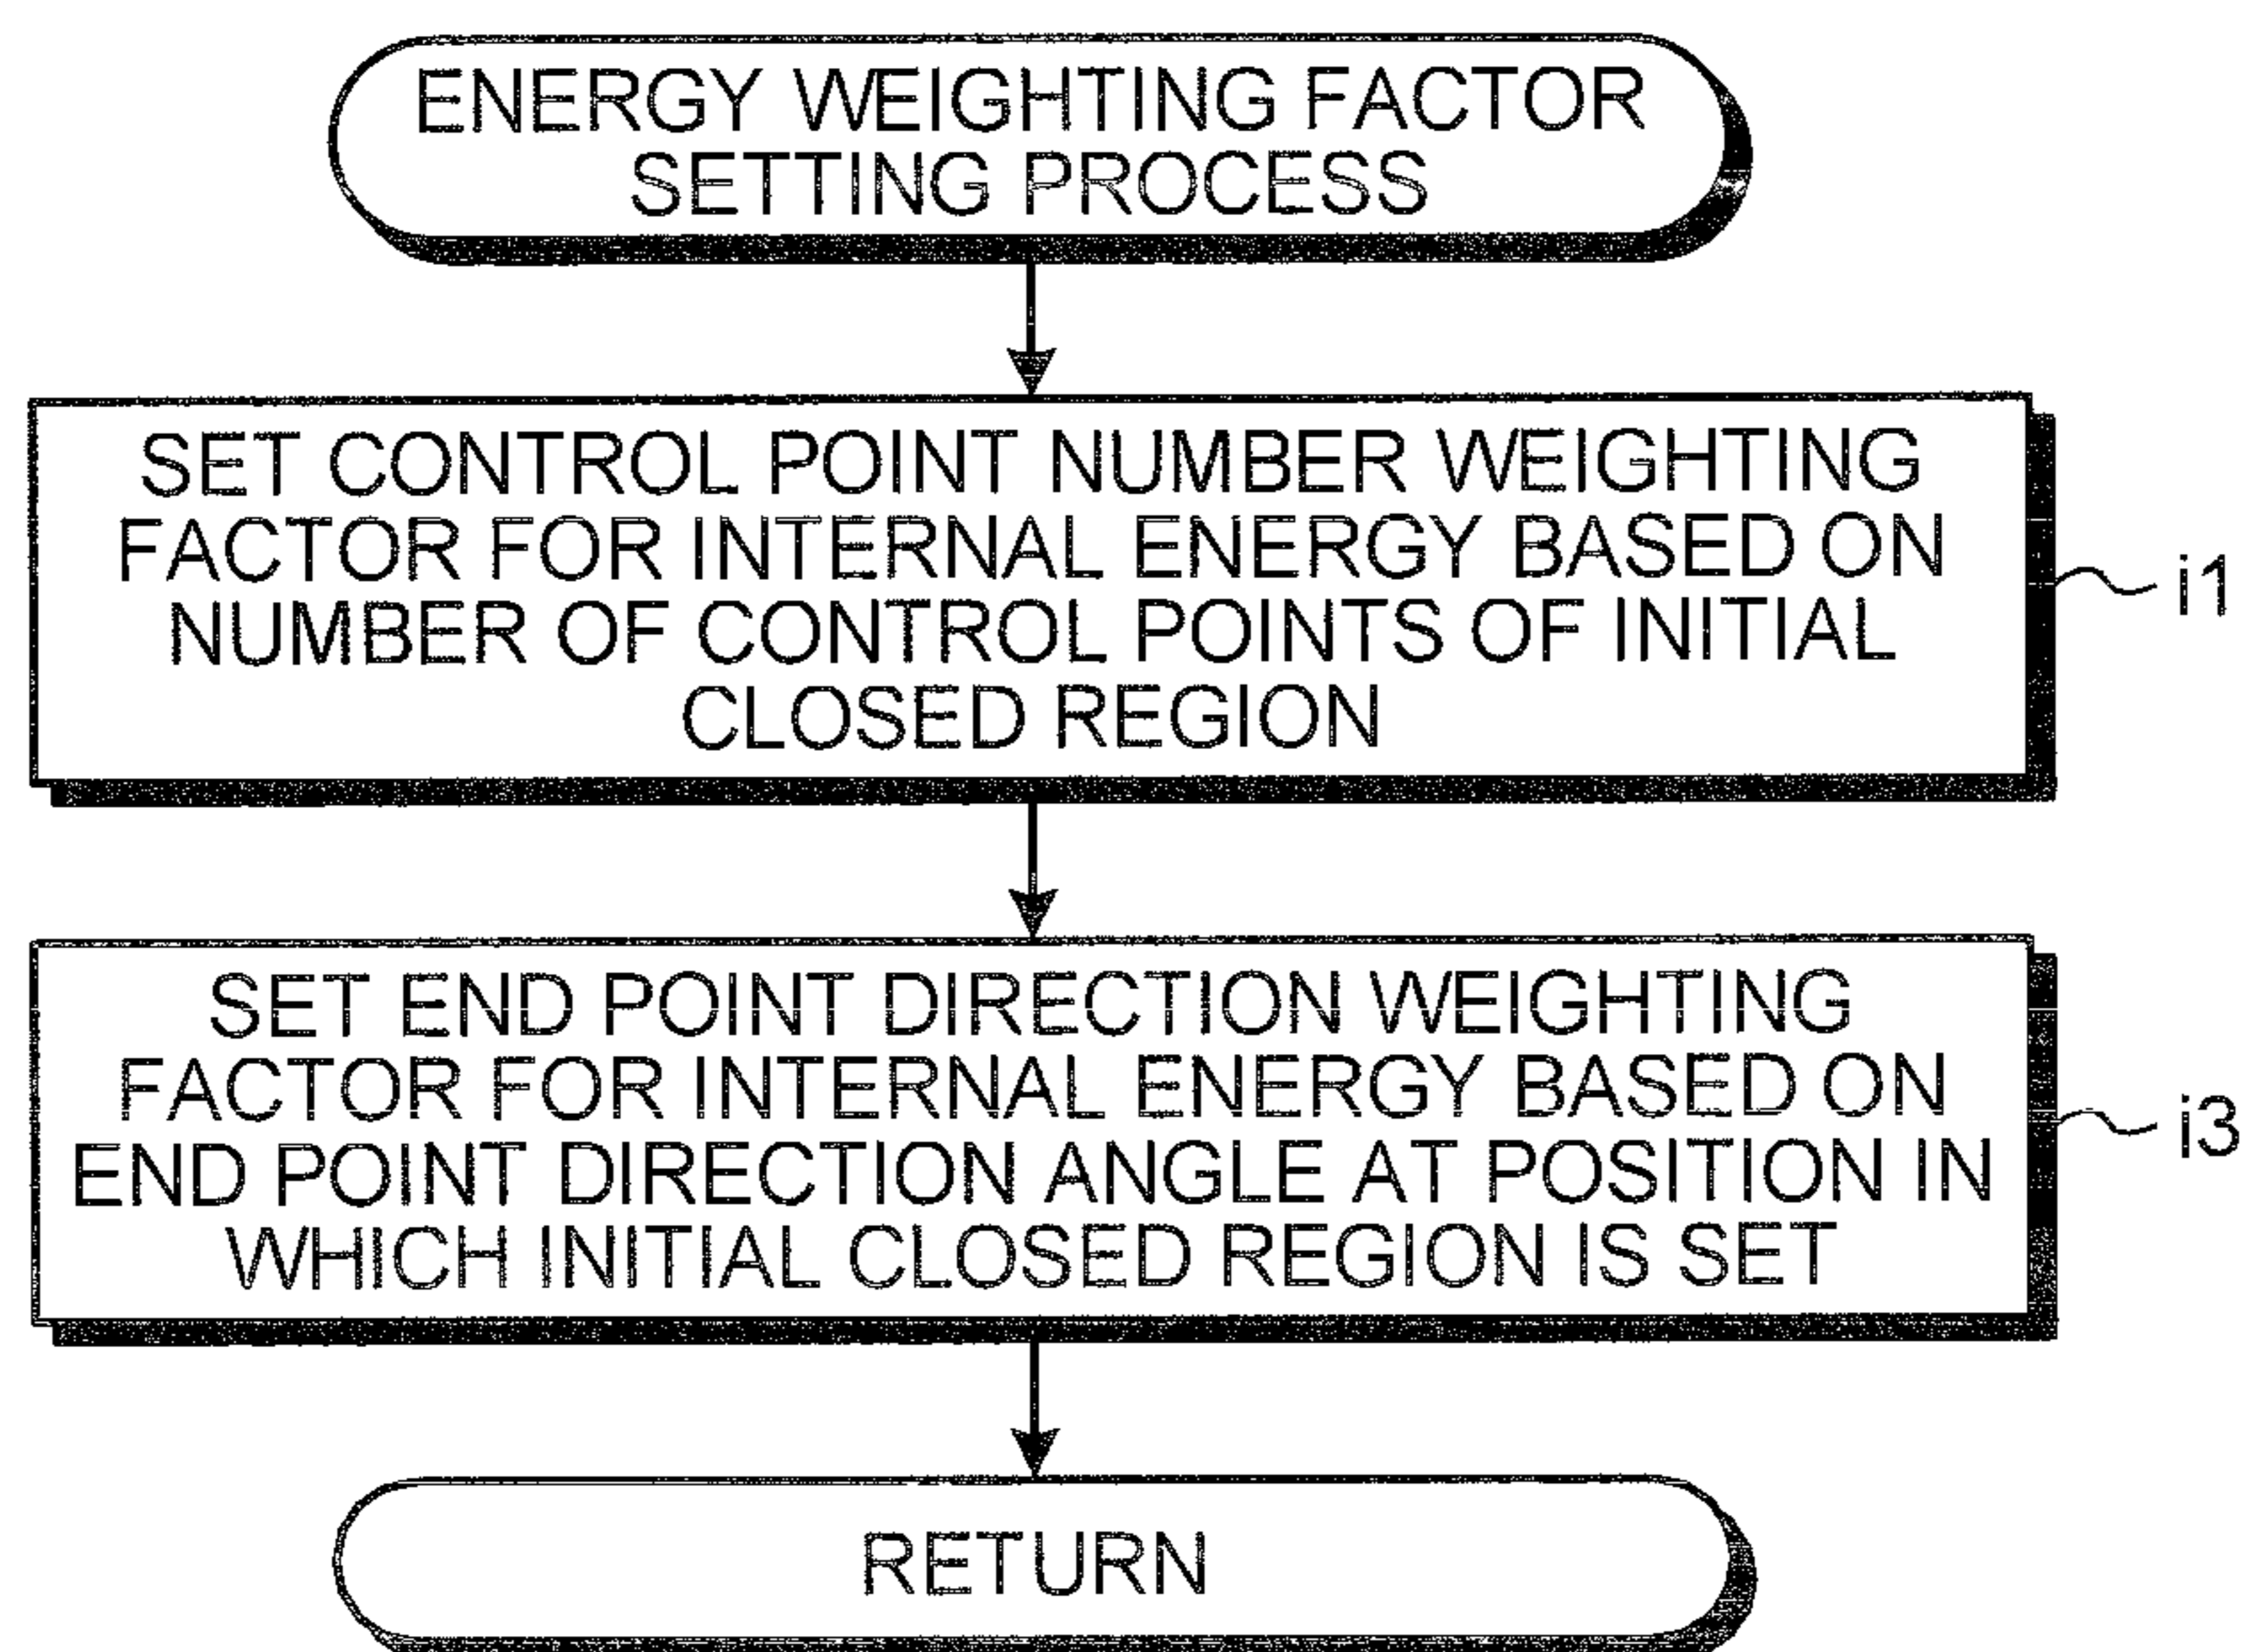 ENERGY WEIGHTING FACTOR
SETTING PROCESS
SET CONTROL POINT NUMBER WEIGHTING
FACTOR FOR INTERNAL ENERGY BASED ON
NUMBER OF CONTROL POINTS OF INITIAL
CLOSED REGION
i1
SET END POINT DIRECTION WEIGHTING
FACTOR FOR INTERNAL ENERGY BASED ON
END POINT DIRECTION ANGLE AT POSITION IN
WHICH INITIAL CLOSED REGION IS SET
i3
RETURN